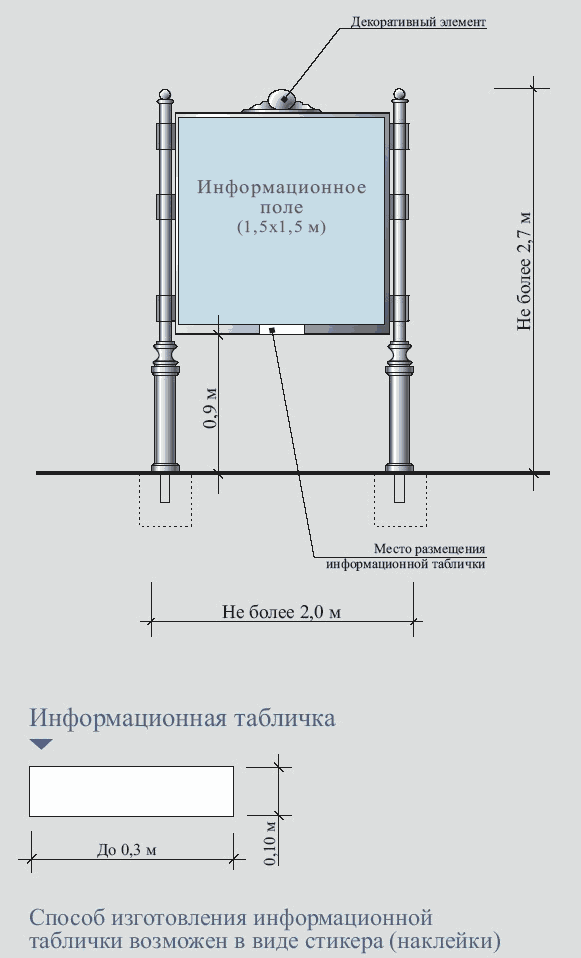 Декоративный элемент
Информационное
поле
(1,5х1,5 м)
Не более 2,7 м
0,9 м
Место размещения
информационной таблички
Не более 2,0 м
Информационная табличка
До 0,3 м
0,10 м
Способ изготовления информационной
таблички возможен в виде стикера (наклейки)